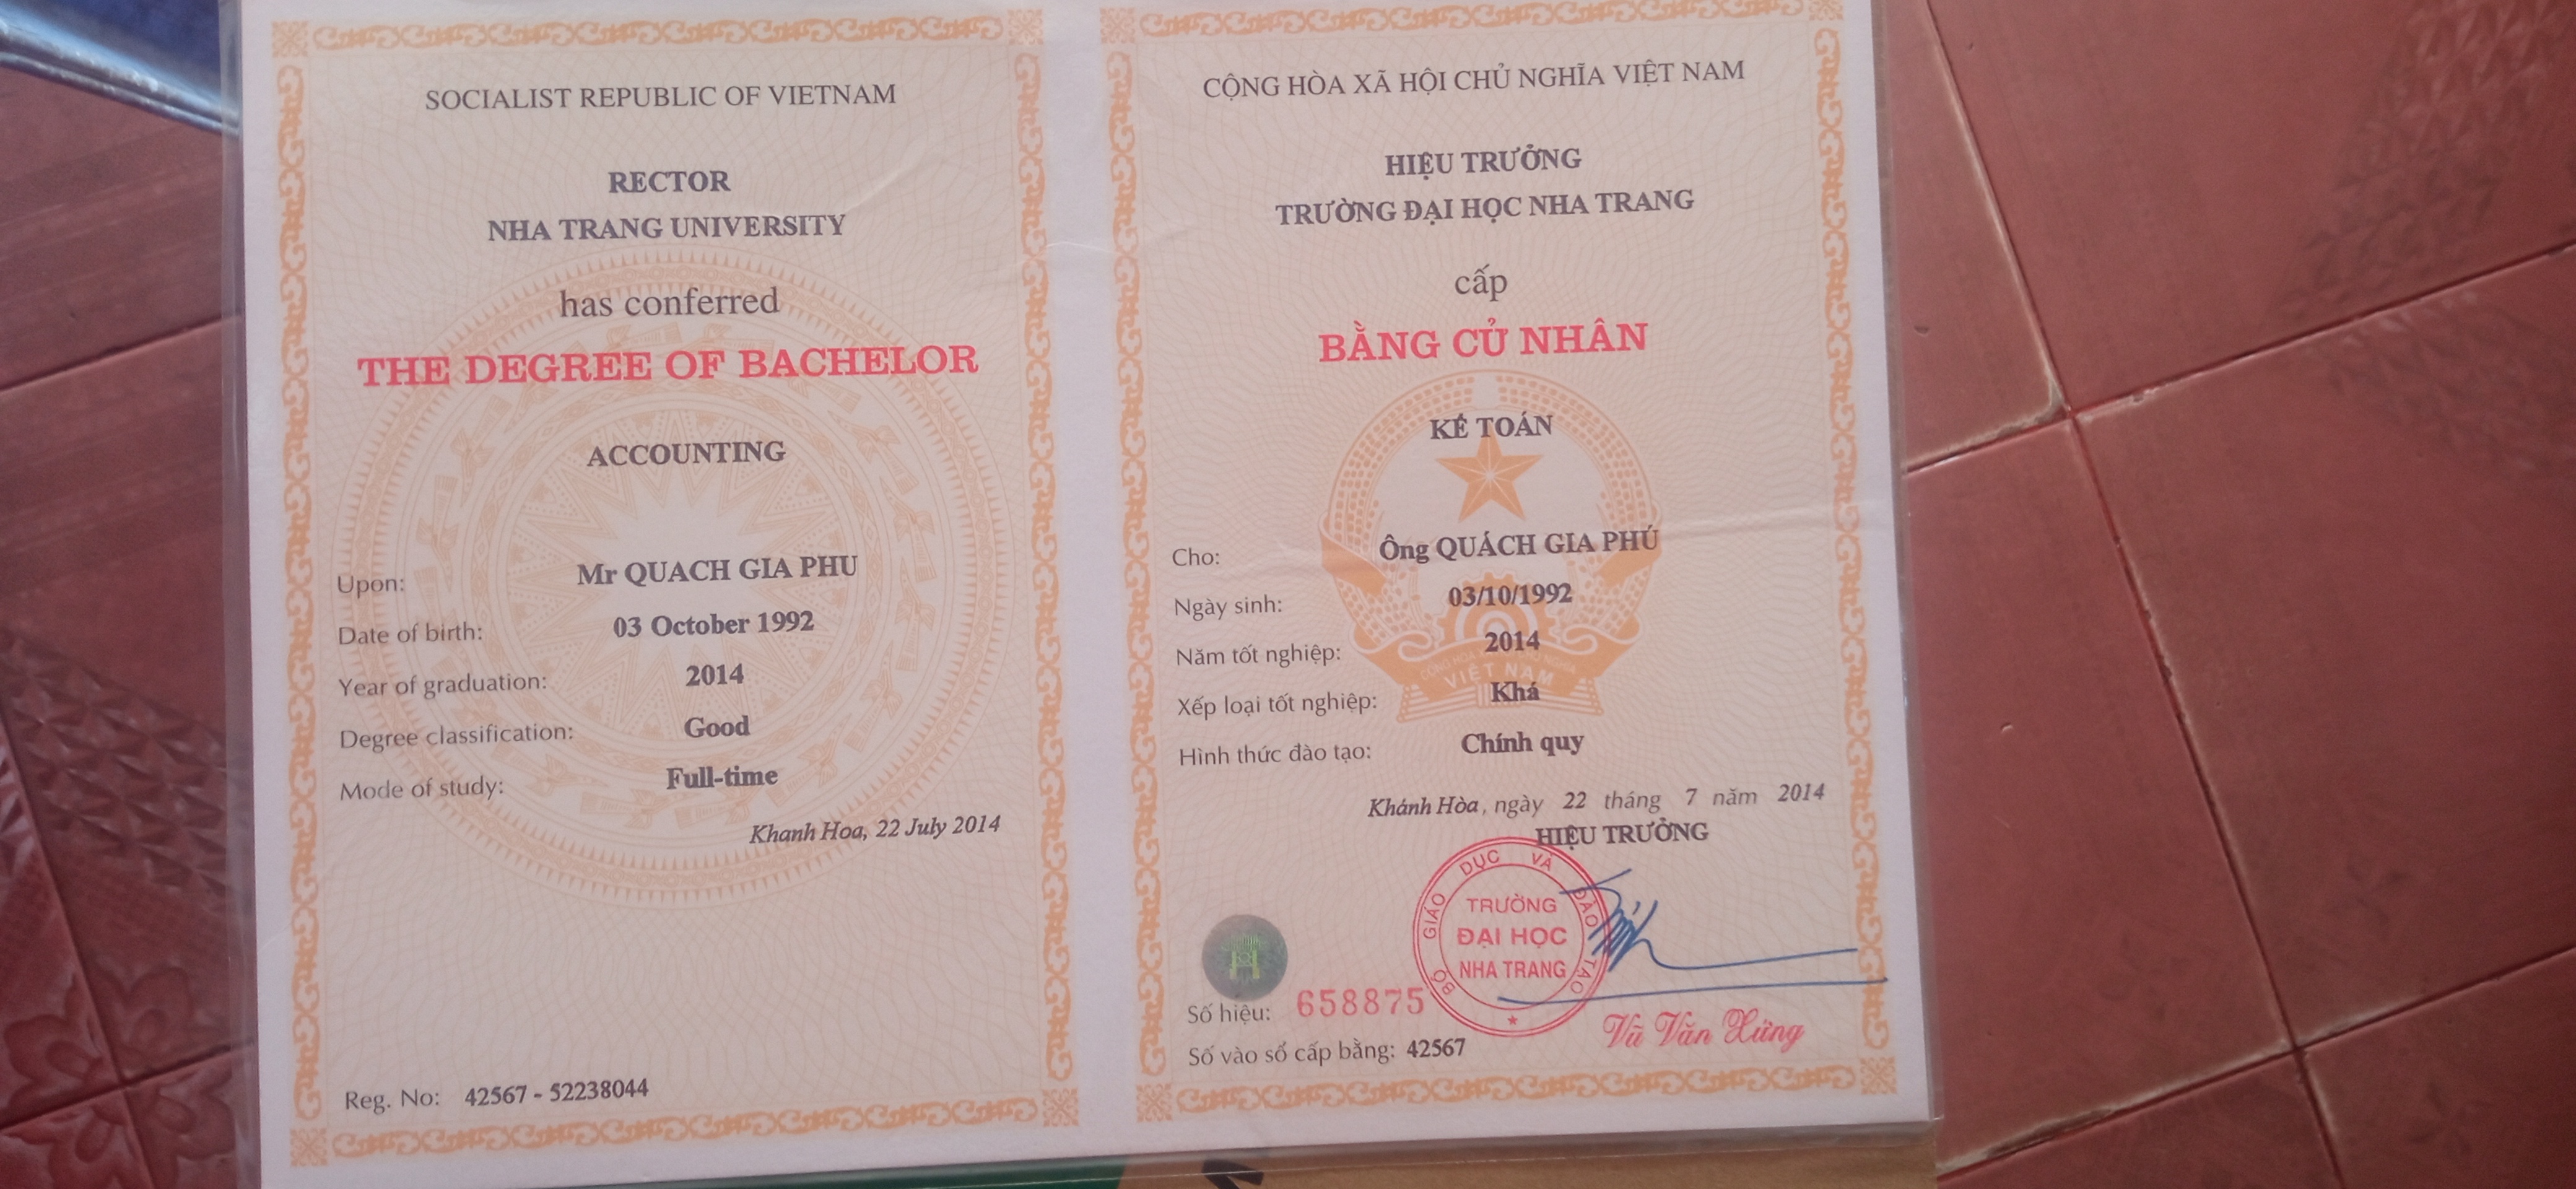 SOCIALIST REPUBLIC OF VIETNAM
RECTOR
NHA TRANG UNIVERSITY
has conferred
THE DEGREE OF BACHELOR
ACCOUNTING
Upon: Mr QUACH GIA PHU
Date of birth: 03 October 1992
Year of graduation: 2014
Degree classification: Good
Mode of study: Full-time
Khanh Hoa, 22 July 2014
Reg. No: 42567 - 52238044
CỘNG HÒA XÃ HỘI CHỦ NGHĨA VIỆT NAM
HIỆU TRƯỞNG
TRƯỜNG ĐẠI HỌC NHA TRANG
cấp
BẰNG CỬ NHÂN
KẾ TOÁN
Cho: Ông QUÁCH GIA PHÚ
Ngày sinh: 03/10/1992
Năm tốt nghiệp: 2014
VIỆT NAM
Xếp loại tốt nghiệp: Khá
Hình thức đào tạo: Chính quy
Khánh Hòa, ngày 22 tháng 7 năm 2014
HIỆU TRƯỞNG
BỘ GIÁO DỤC VÀ ĐÀO TẠO
TRƯỜNG
ĐẠI HỌC
NHA TRANG
Số hiệu: 658875
Vũ Văn Xứng
Số vào sổ cấp bằng: 42567